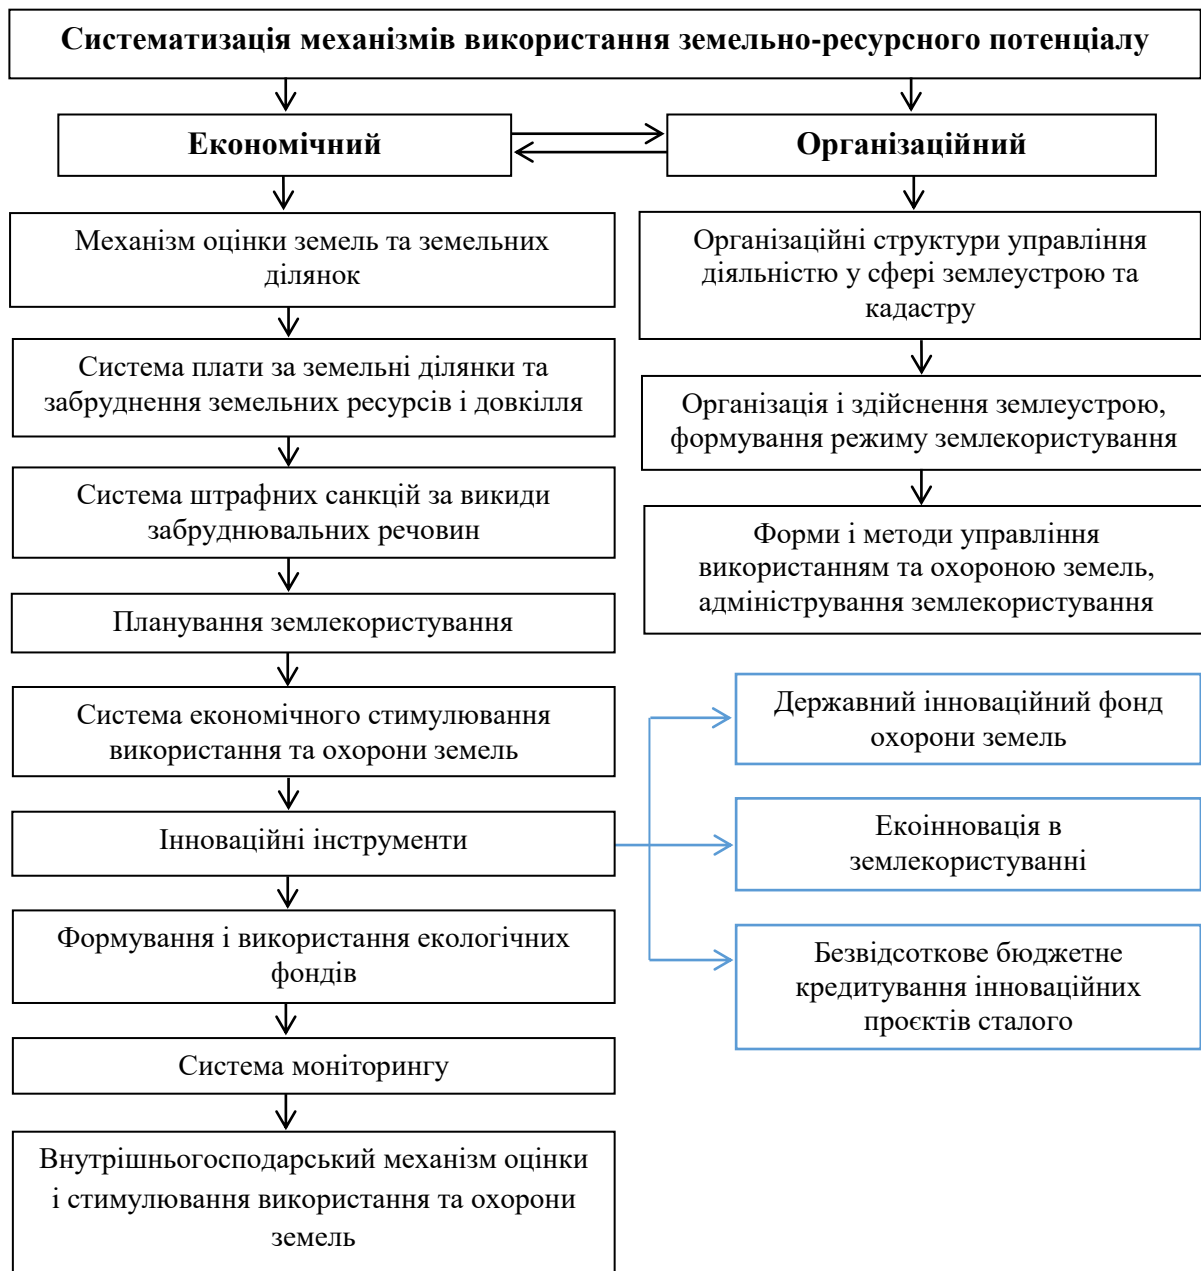 Систематизація механізмів використання земельно-ресурсного потенціалу
Економічний
Організаційний
Механізм оцінки земель та земельних
ділянок
Система плати за земельні ділянки та
забруднення земельних ресурсів і довкілля
Система штрафних санкцій за викиди
забруднювальних речовин
Планування землекористування
Система економічного стимулювання
використання та охорони земель
Інноваційні інструменти
Формування і використання екологічних
фондів
Система моніторингу
Внутрішньогосподарський механізм оцінки
і стимулювання використання та охорони
земель
Організаційні структури управління
діяльністю у сфері землеустрою та
кадастру
Організація і здійснення землеустрою,
формування режиму землекористування
Форми і методи управління
використанням та охороною земель,
адміністрування землекористування
Державний інноваційний фонд
охорони земель
Екоінновація в
землекористуванні
Безвідсоткове бюджетне
кредитування інноваційних
проєктів сталого